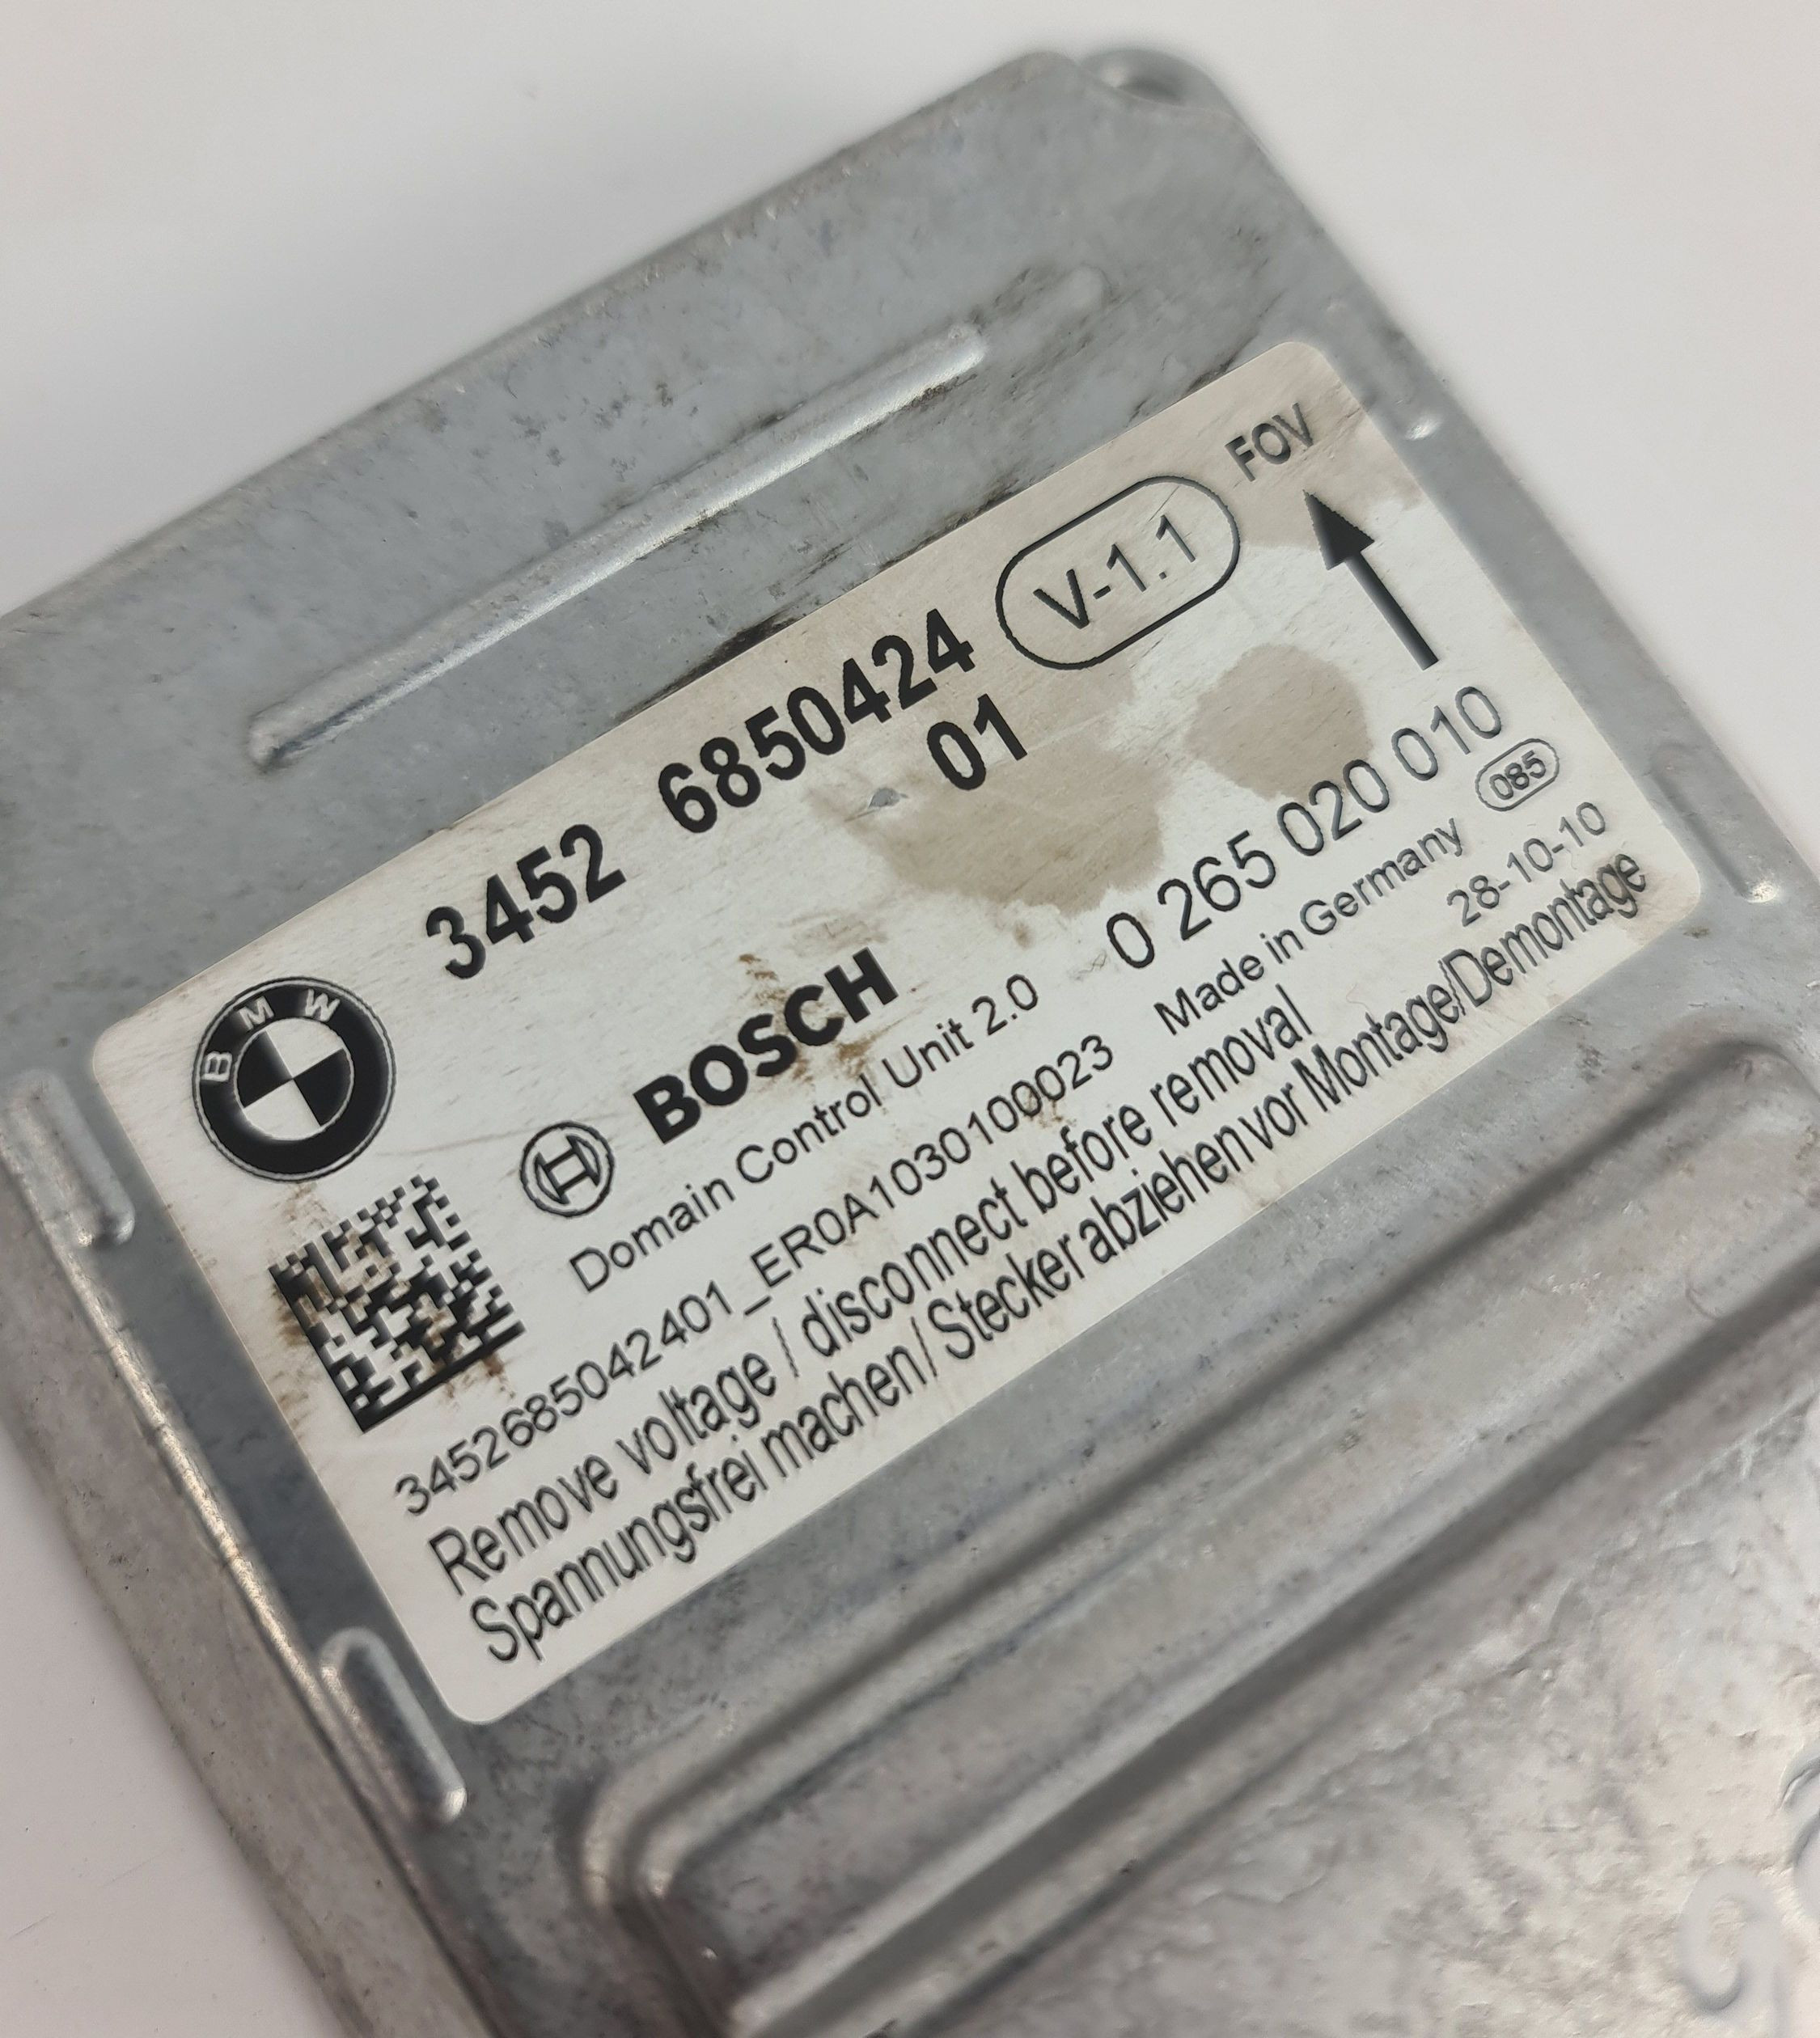 FOV
3452 6850424 V-1.1
01
BMW
BOSCH 0 265 020 010
Domain Control Unit 2.0 Made in Germany 085
3452685042401_ER0A1030100023 28-10-10
Remove voltage / disconnect before removal
Spannungsfrei machen / Stecker abziehen vor Montage/Demontage